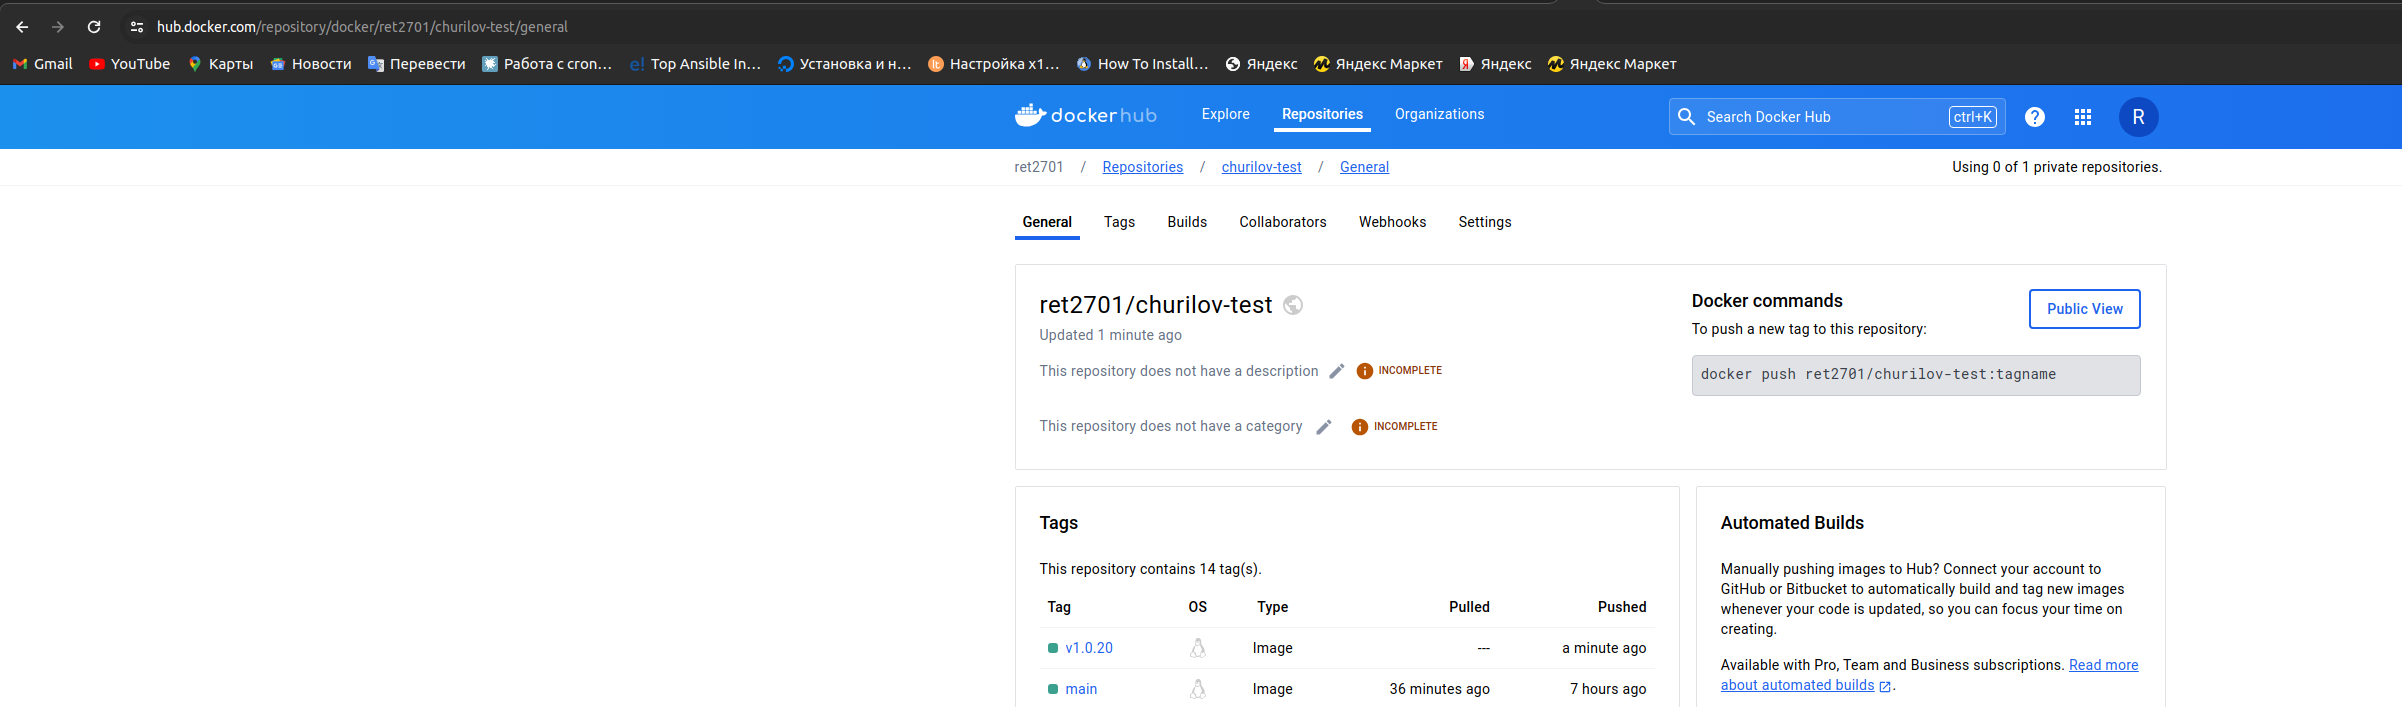 hub.docker.com/repository/docker/ret2701/churilov-test/general
Gmail YouTube Карты Новости Перевести Работа с cron… Top Ansible In… Установка и н… Настройка x1… How To Install… Яндекс Яндекс Маркет Яндекс Яндекс Маркет
dockerhub Explore Repositories Organizations Search Docker Hub ctrl+K ? R
ret2701 / Repositories / churilov-test / General Using 0 of 1 private repositories.
General Tags Builds Collaborators Webhooks Settings
ret2701/churilov-test
Updated 1 minute ago
This repository does not have a description INCOMPLETE
This repository does not have a category INCOMPLETE
Docker commands
Public View
To push a new tag to this repository:
docker push ret2701/churilov-test:tagname
Tags
This repository contains 14 tag(s).
Tag OS Type Pulled Pushed
v1.0.20 Image --- a minute ago
main Image 36 minutes ago 7 hours ago
Automated Builds
Manually pushing images to Hub? Connect your account to
GitHub or Bitbucket to automatically build and tag new images
whenever your code is updated, so you can focus your time on
creating.
Available with Pro, Team and Business subscriptions. Read more
about automated builds.